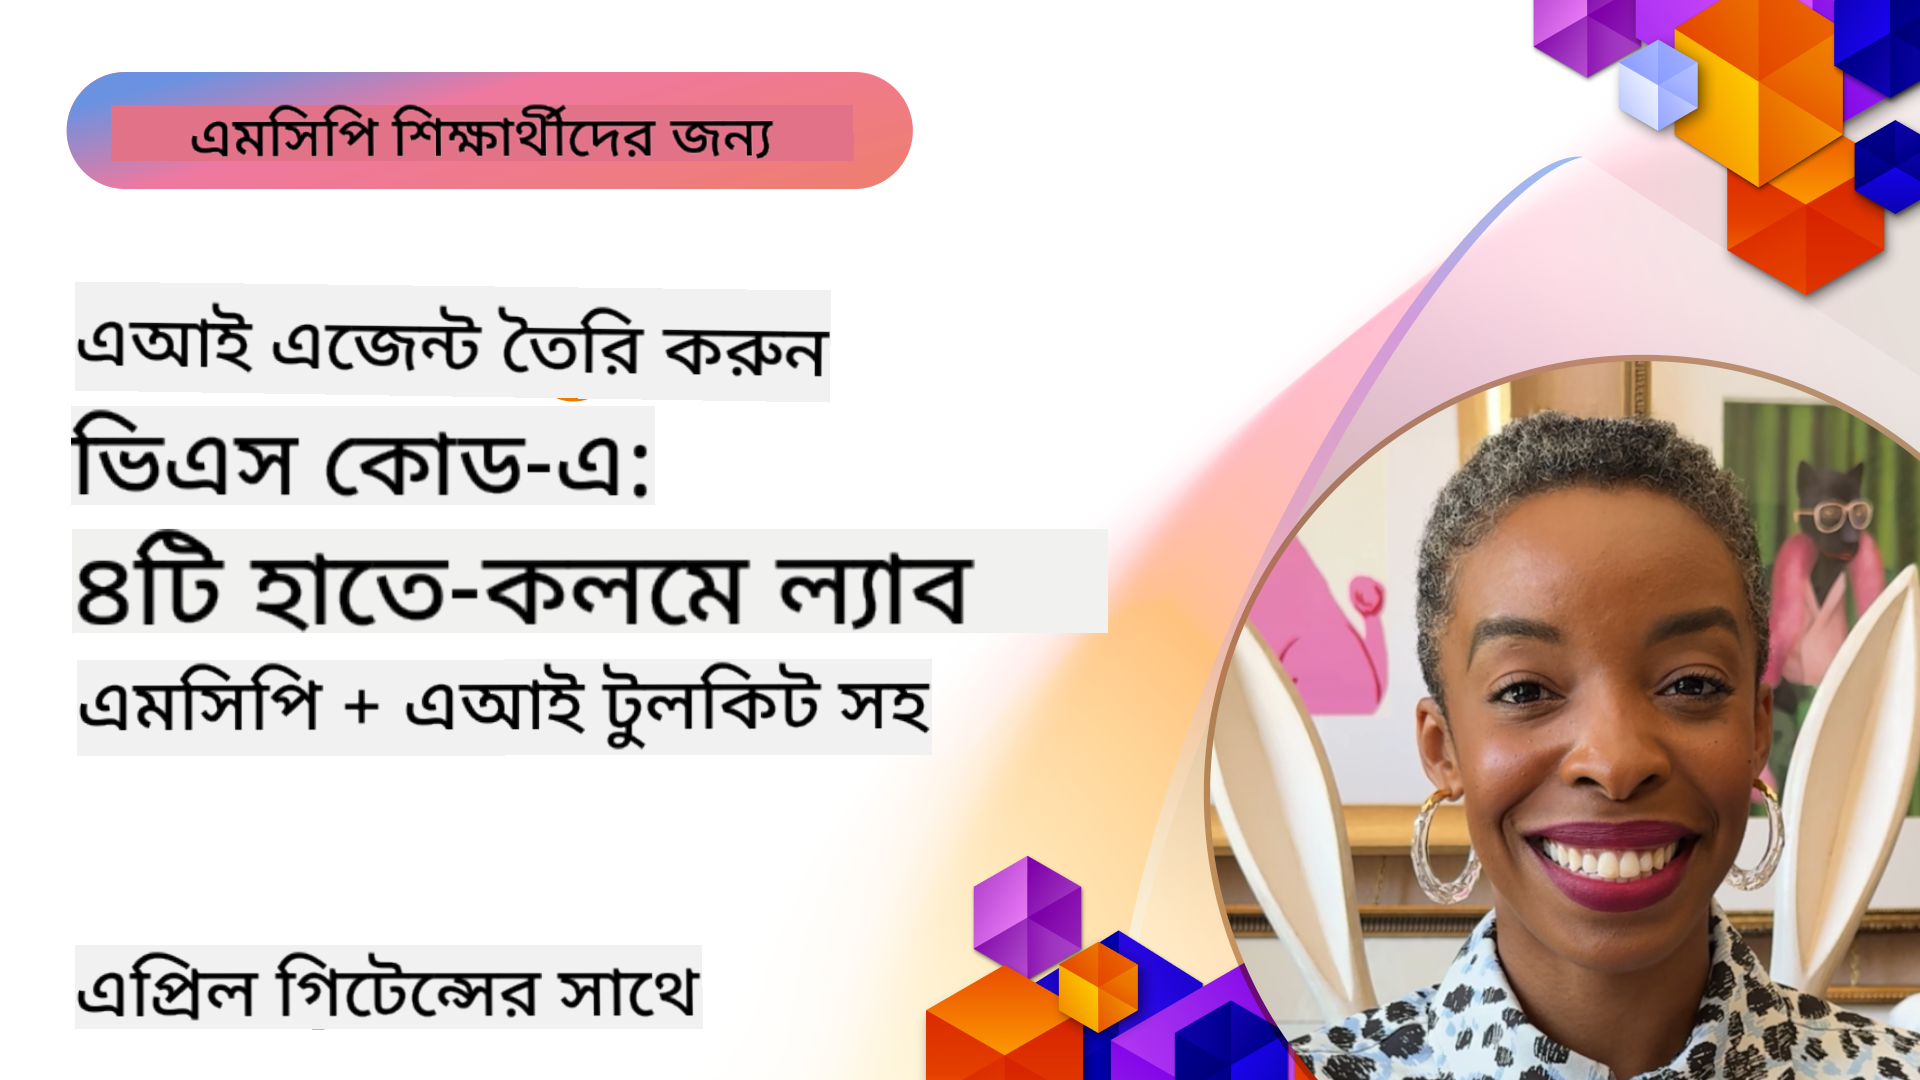 এমসিপি শিক্ষার্থীদের জন্য
এআই এজেন্ট তৈরি করুন
ভিএস কোড-এ:
৪টি হাতে-কলমে ল্যাব
এমসিপি + এআই টুলকিট সহ
এপ্রিল গিটেন্সের সাথে